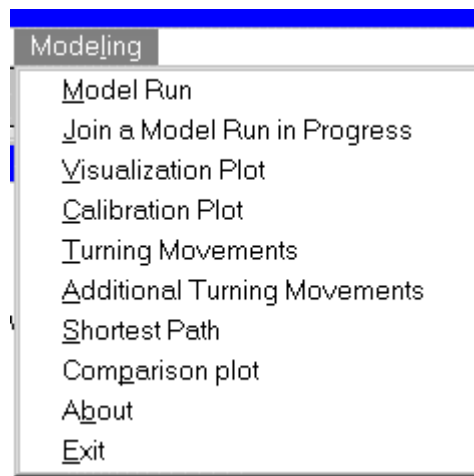 Modeling
Model Run
Join a Model Run in Progress
Visualization Plot
Calibration Plot
Turning Movements
Additional Turning Movements
Shortest Path
Comparison plot
About
Exit